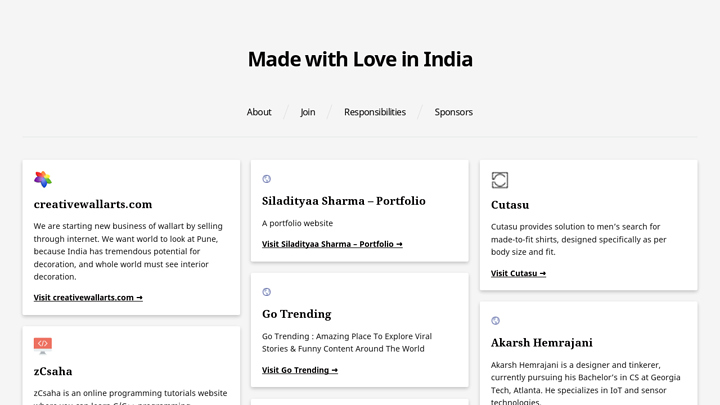 Made with Love in India
About / Join / Responsibilities / Sponsors
creativewallarts.com
We are starting new business of wallart by selling
through internet. We want world to look at Pune,
because India has tremendous potential for
decoration, and whole world must see interior
decoration.
Visit creativewallarts.com →
zCsaha
zCsaha is an online programming tutorials website
Siladityaa Sharma – Portfolio
A portfolio website
Visit Siladityaa Sharma – Portfolio →
Go Trending
Go Trending : Amazing Place To Explore Viral
Stories & Funny Content Around The World
Visit Go Trending →
Cutasu
Cutasu provides solution to men's search for
made-to-fit shirts, designed specifically as per
body size and fit.
Visit Cutasu →
Akarsh Hemrajani
Akarsh Hemrajani is a designer and tinkerer,
currently pursuing his Bachelor's in CS at Georgia
Tech, Atlanta. He specializes in IoT and sensor
technologies.